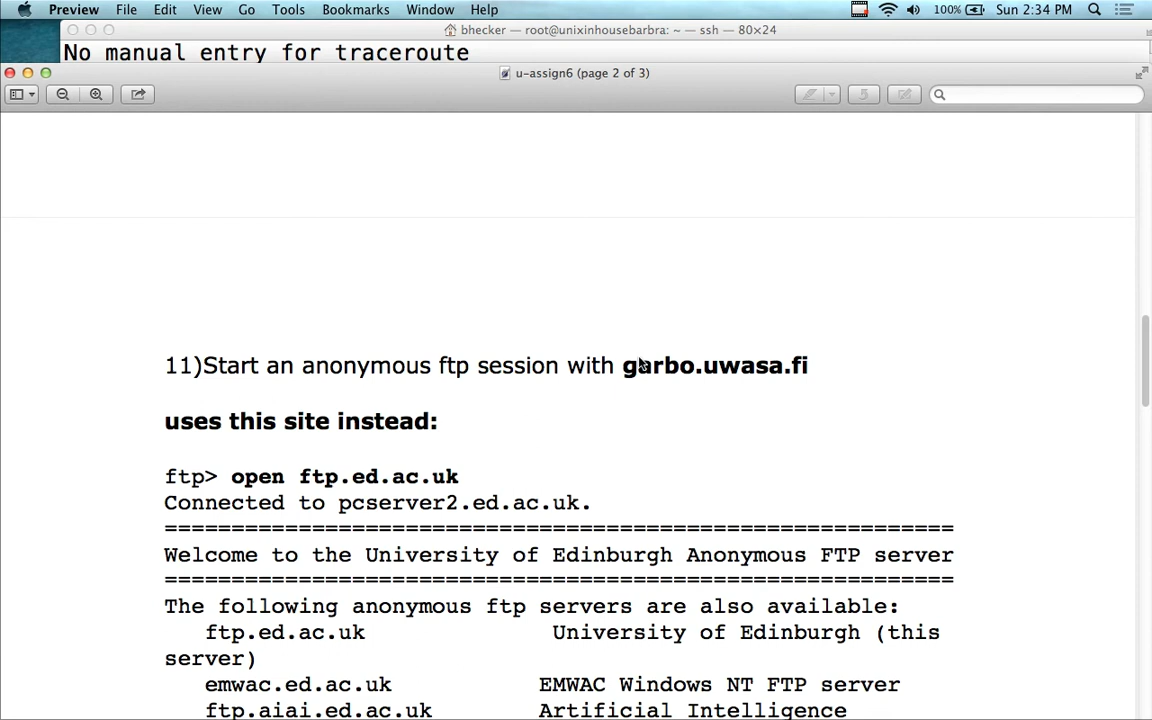 Preview File Edit View Go Tools Bookmarks Window Help 100% Sun 2:34 PM
bhecker — root@unixinhousebarbra: ~ — ssh — 80×24
No manual entry for traceroute
u-assign6 (page 2 of 3)
11)Start an anonymous ftp session with garbo.uwasa.fi
uses this site instead:
ftp> open ftp.ed.ac.uk
Connected to pcserver2.ed.ac.uk.
===========================================================
Welcome to the University of Edinburgh Anonymous FTP server
===========================================================
The following anonymous ftp servers are also available:
ftp.ed.ac.uk University of Edinburgh (this
server)
emwac.ed.ac.uk EMWAC Windows NT FTP server
ftp.aiai.ed.ac.uk Artificial Intelligence